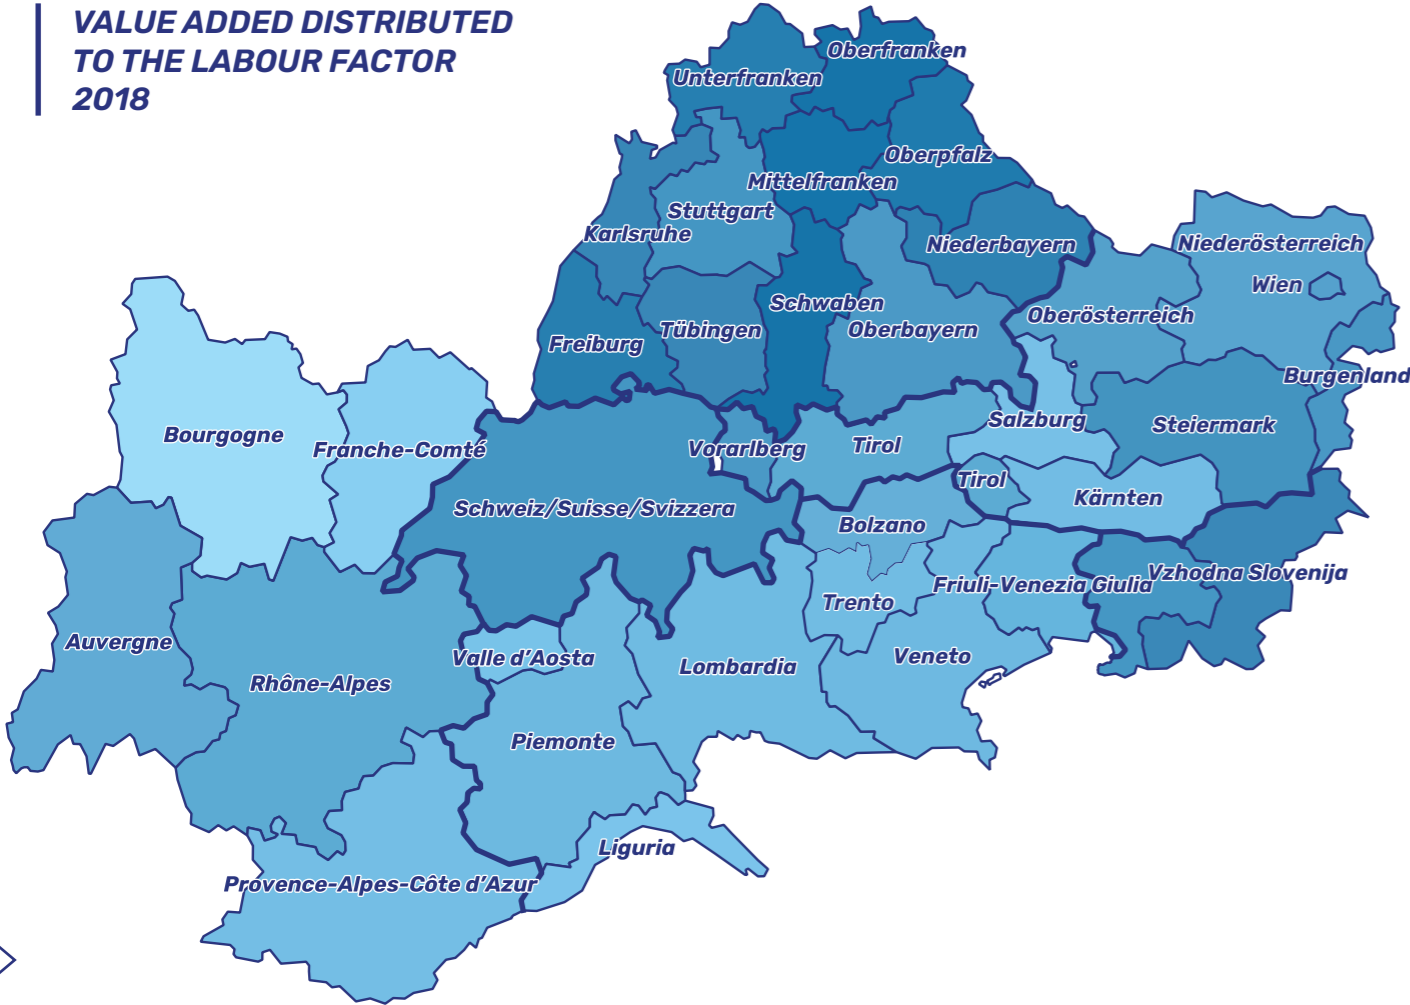 VALUE ADDED DISTRIBUTED
TO THE LABOUR FACTOR
2018
Oberfranken
Unterfranken
Oberpfalz
Mittelfranken
Stuttgart
Karlsruhe
Niederbayern
Niederösterreich
Wien
Schwaben
Oberösterreich
Tübingen
Oberbayern
Freiburg
Burgenland
Salzburg
Steiermark
Bourgogne
Franche-Comté
Vorarlberg
Tirol
Tirol
Kärnten
Schweiz/Suisse/Svizzera
Bolzano
Vzhodna Slovenija
Friuli-Venezia Giulia
Trento
Auvergne
Valle d’Aosta
Lombardia
Veneto
Rhône-Alpes
Piemonte
Liguria
Provence-Alpes-Côte d’Azur